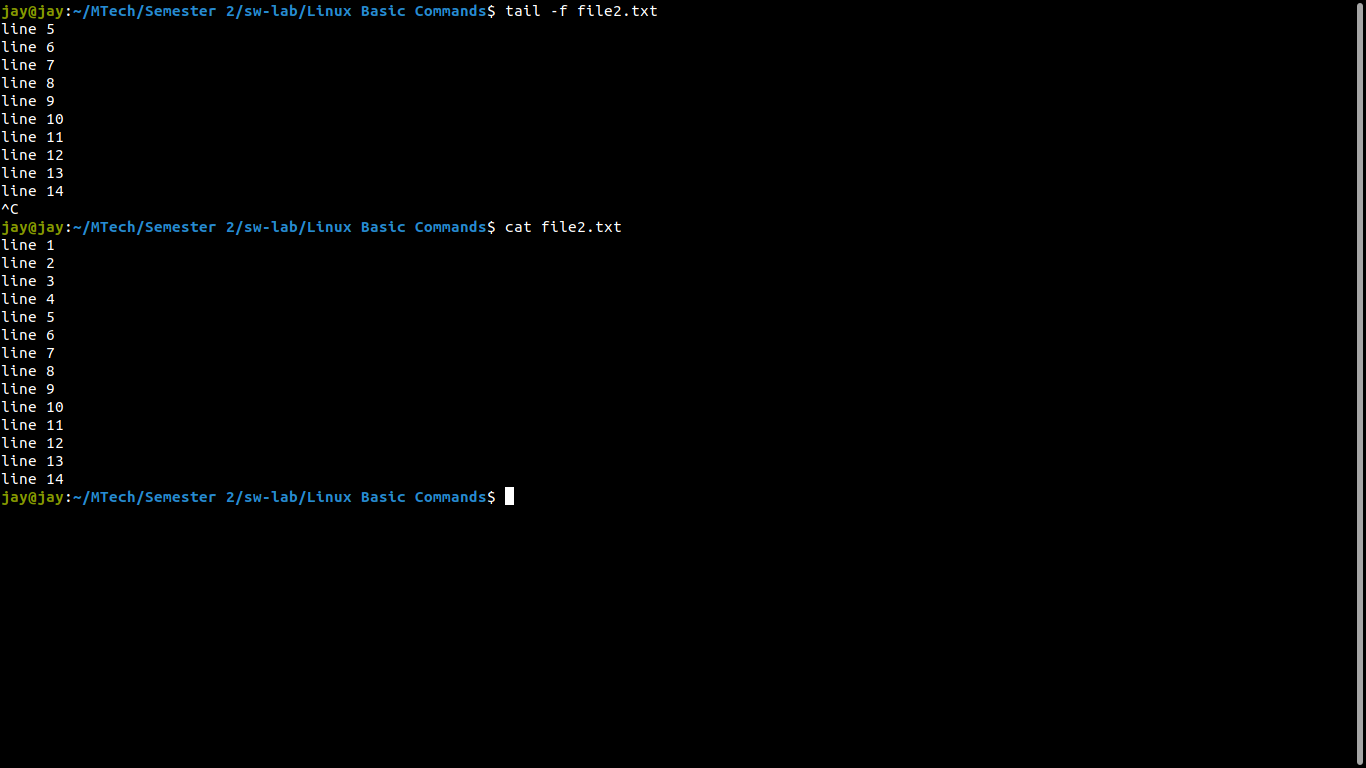 jay@jay:~/MTech/Semester 2/sw-lab/Linux Basic Commands$ tail -f file2.txt
line 5
line 6
line 7
line 8
line 9
line 10
line 11
line 12
line 13
line 14
^C
jay@jay:~/MTech/Semester 2/sw-lab/Linux Basic Commands$ cat file2.txt
line 1
line 2
line 3
line 4
line 5
line 6
line 7
line 8
line 9
line 10
line 11
line 12
line 13
line 14
jay@jay:~/MTech/Semester 2/sw-lab/Linux Basic Commands$